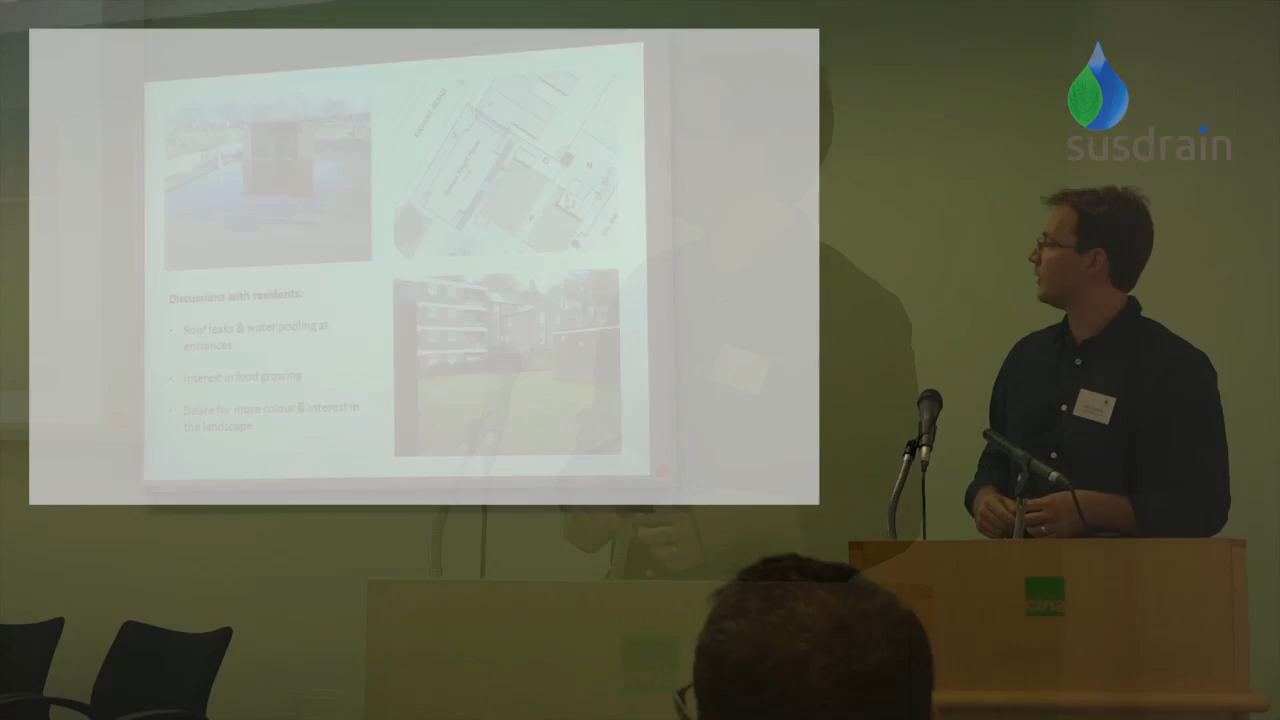 susdrain
Discussions with residents:
• Roof leaks & water pooling at
entrances
• Interest in food growing
• Desire for more colour & interest in
the landscape
ciria